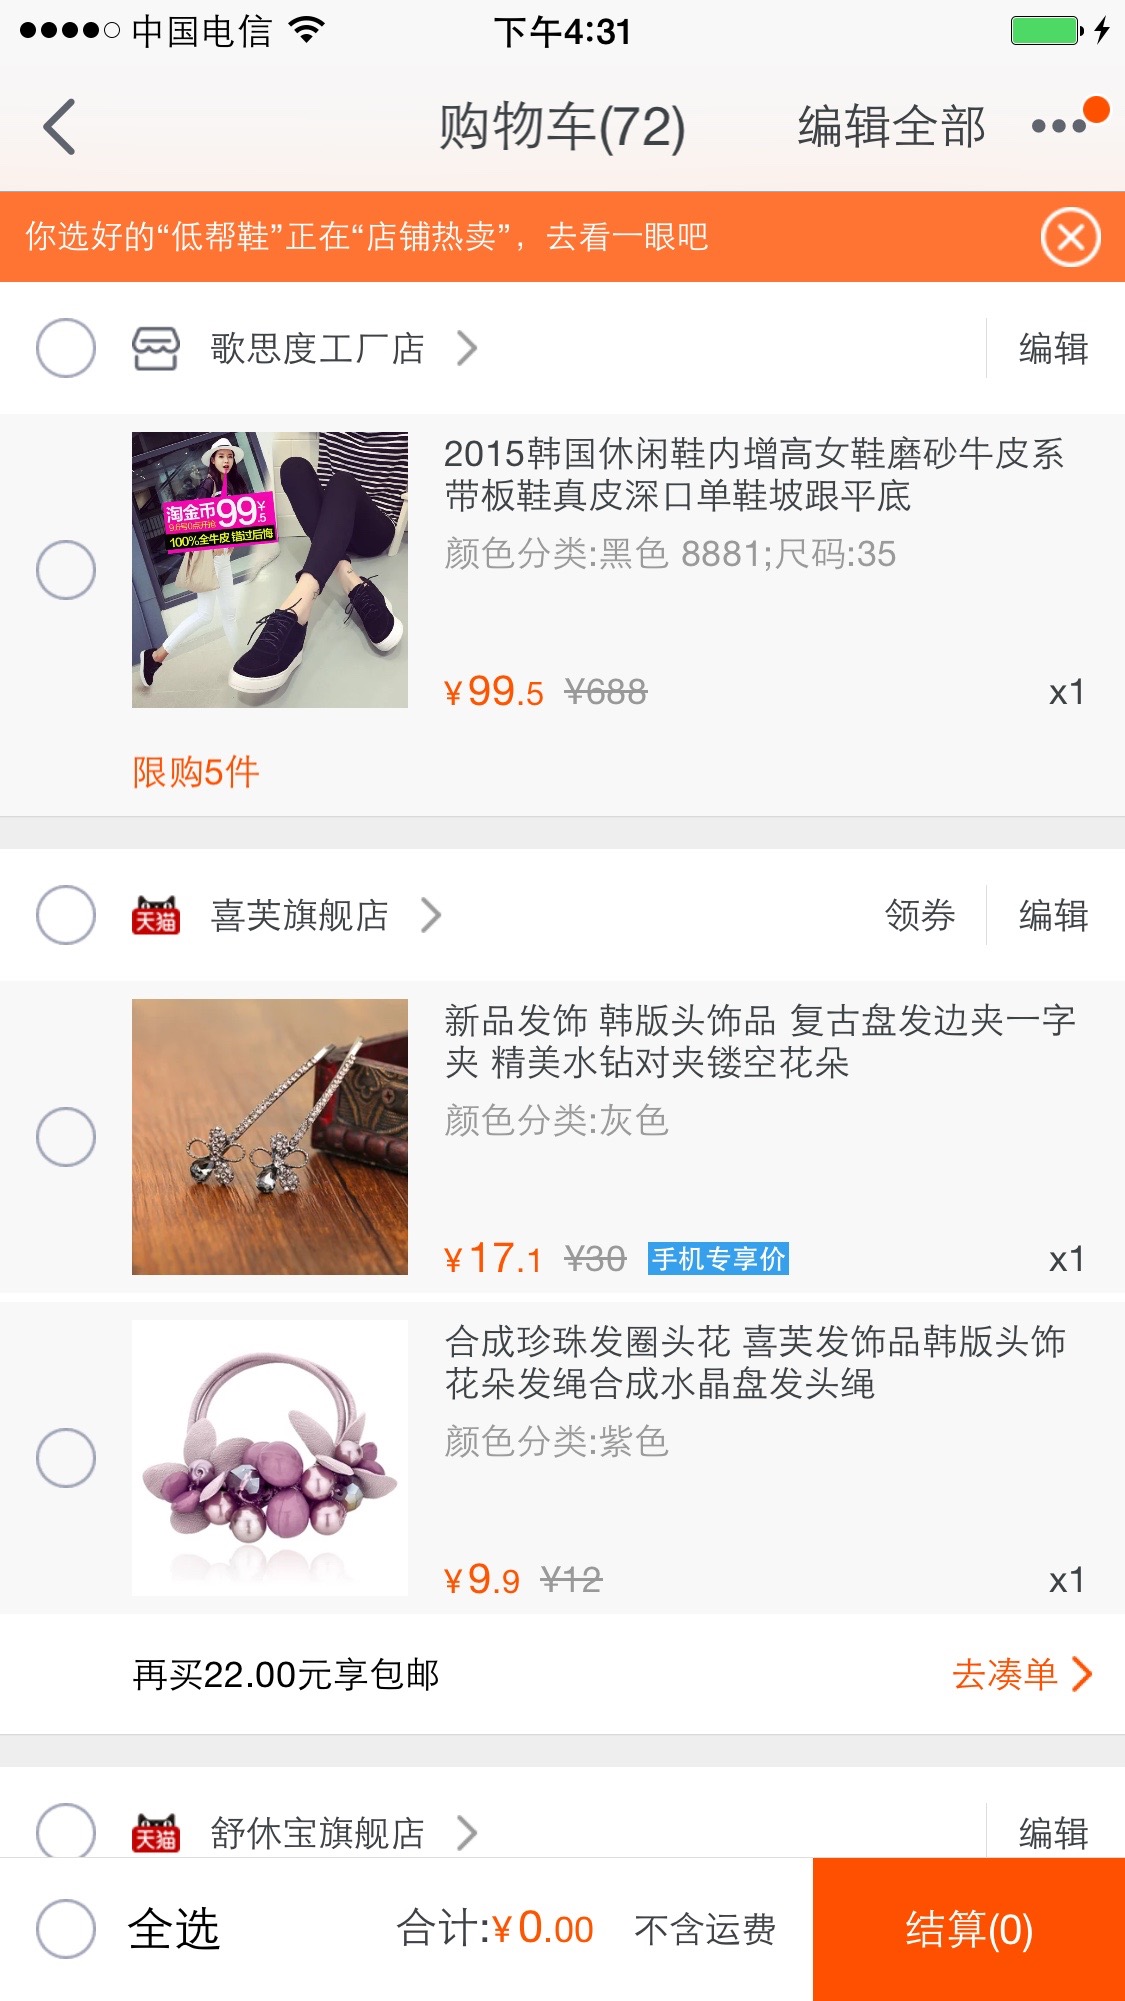 中国电信
下午4:31
购物车(72)
编辑全部
你选好的“低帮鞋”正在“店铺热卖”，去看一眼吧
歌思度工厂店
编辑
淘金币99¥.5
100%全牛皮 错过后悔
2015韩国休闲鞋内增高女鞋磨砂牛皮系
带板鞋真皮深口单鞋坡跟平底
颜色分类:黑色 8881;尺码:35
¥99.5 ¥688
x1
限购5件
天猫 喜芙旗舰店
领券
编辑
新品发饰 韩版头饰品 复古盘发边夹一字
夹 精美水钻对夹镂空花朵
颜色分类:灰色
¥17.1 ¥30 手机专享价
x1
合成珍珠发圈头花 喜芙发饰品韩版头饰
花朵发绳合成水晶盘发头绳
颜色分类:紫色
¥9.9 ¥12
x1
再买22.00元享包邮
去凑单
天猫 舒休宝旗舰店
编辑
全选
合计:¥0.00 不含运费
结算(0)